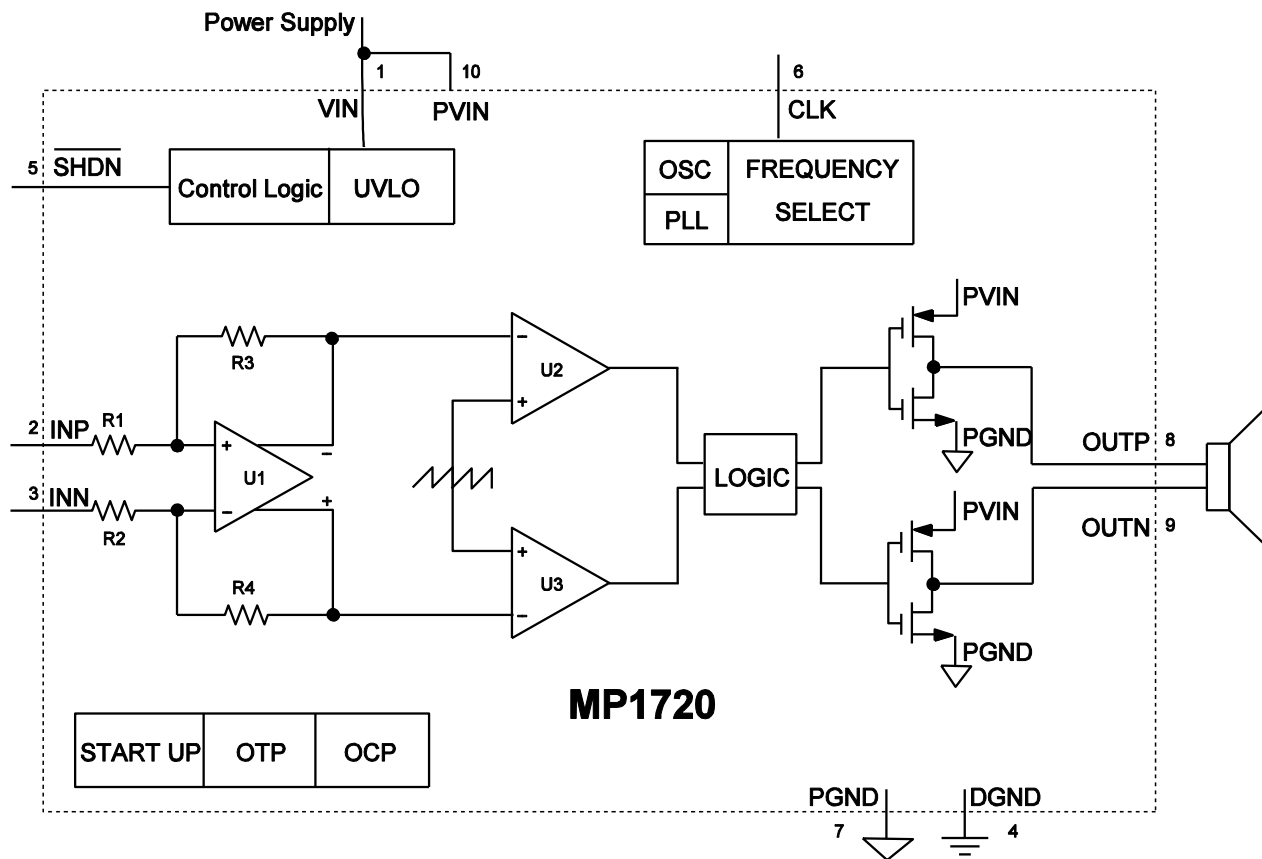 Power Supply
1
10
6
VIN
PVIN
CLK
5
SHDN
Control Logic
UVLO
OSC
PLL
FREQUENCY
SELECT
PVIN
R3
−
U2
+
PGND
2
INP
R1
+
−
U1
3
INN
R2
−
+
LOGIC
OUTP
8
PVIN
OUTN
9
R4
+
U3
−
PGND
MP1720
START UP
OTP
OCP
PGND
DGND
7
4